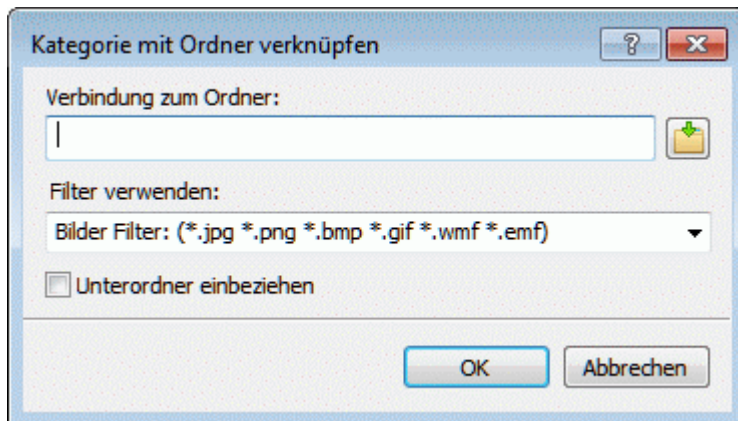 Kategorie mit Ordner verknüpfen
Verbindung zum Ordner:
Filter verwenden:
Bilder Filter: (*.jpg *.png *.bmp *.gif *.wmf *.emf)
Unterordner einbeziehen
OK Abbrechen